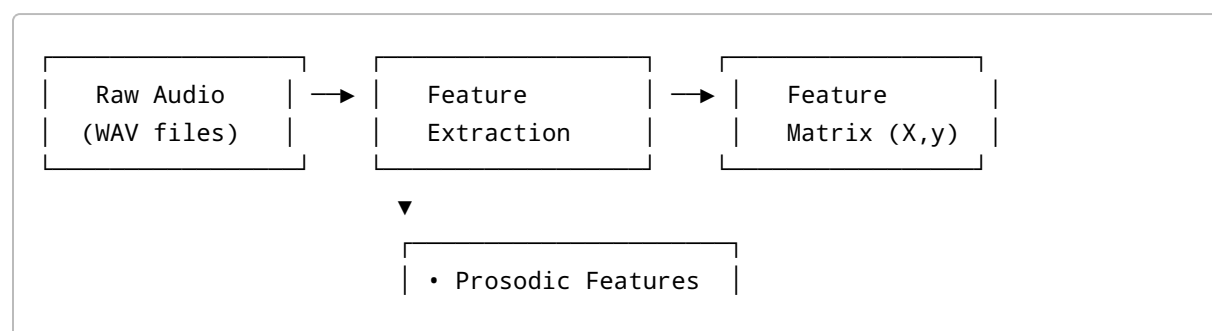 Raw Audio ──▶ Feature ──▶ Feature
(WAV files) Extraction Matrix (X,y)
▼
• Prosodic Features